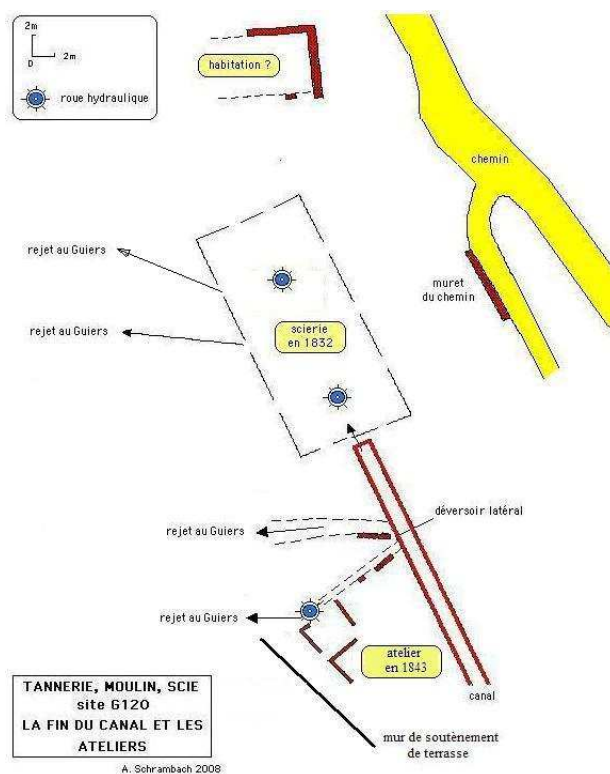 2m
0
2m
roue hydraulique
habitation ?
chemin
rejet au Guiers
muret
du chemin
rejet au Guiers
scierie
en 1832
déversoir latéral
rejet au Guiers
rejet au Guiers
atelier
en 1843
canal
TANNERIE, MOULIN, SCIE
site G120
LA FIN DU CANAL ET LES
ATELIERS
mur de soutènement
de terrasse
A. Schrambach 2008